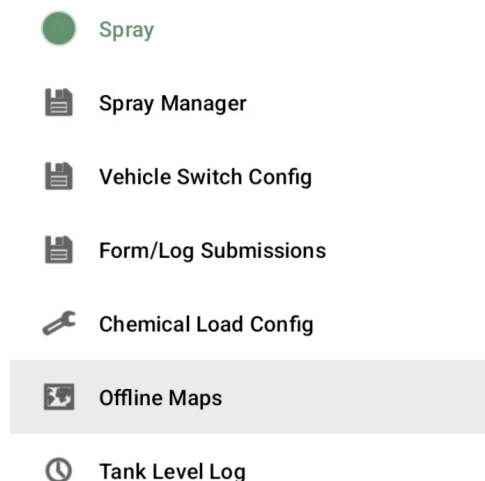 Spray
Spray Manager
Vehicle Switch Config
Form/Log Submissions
Chemical Load Config
Offline Maps
Tank Level Log